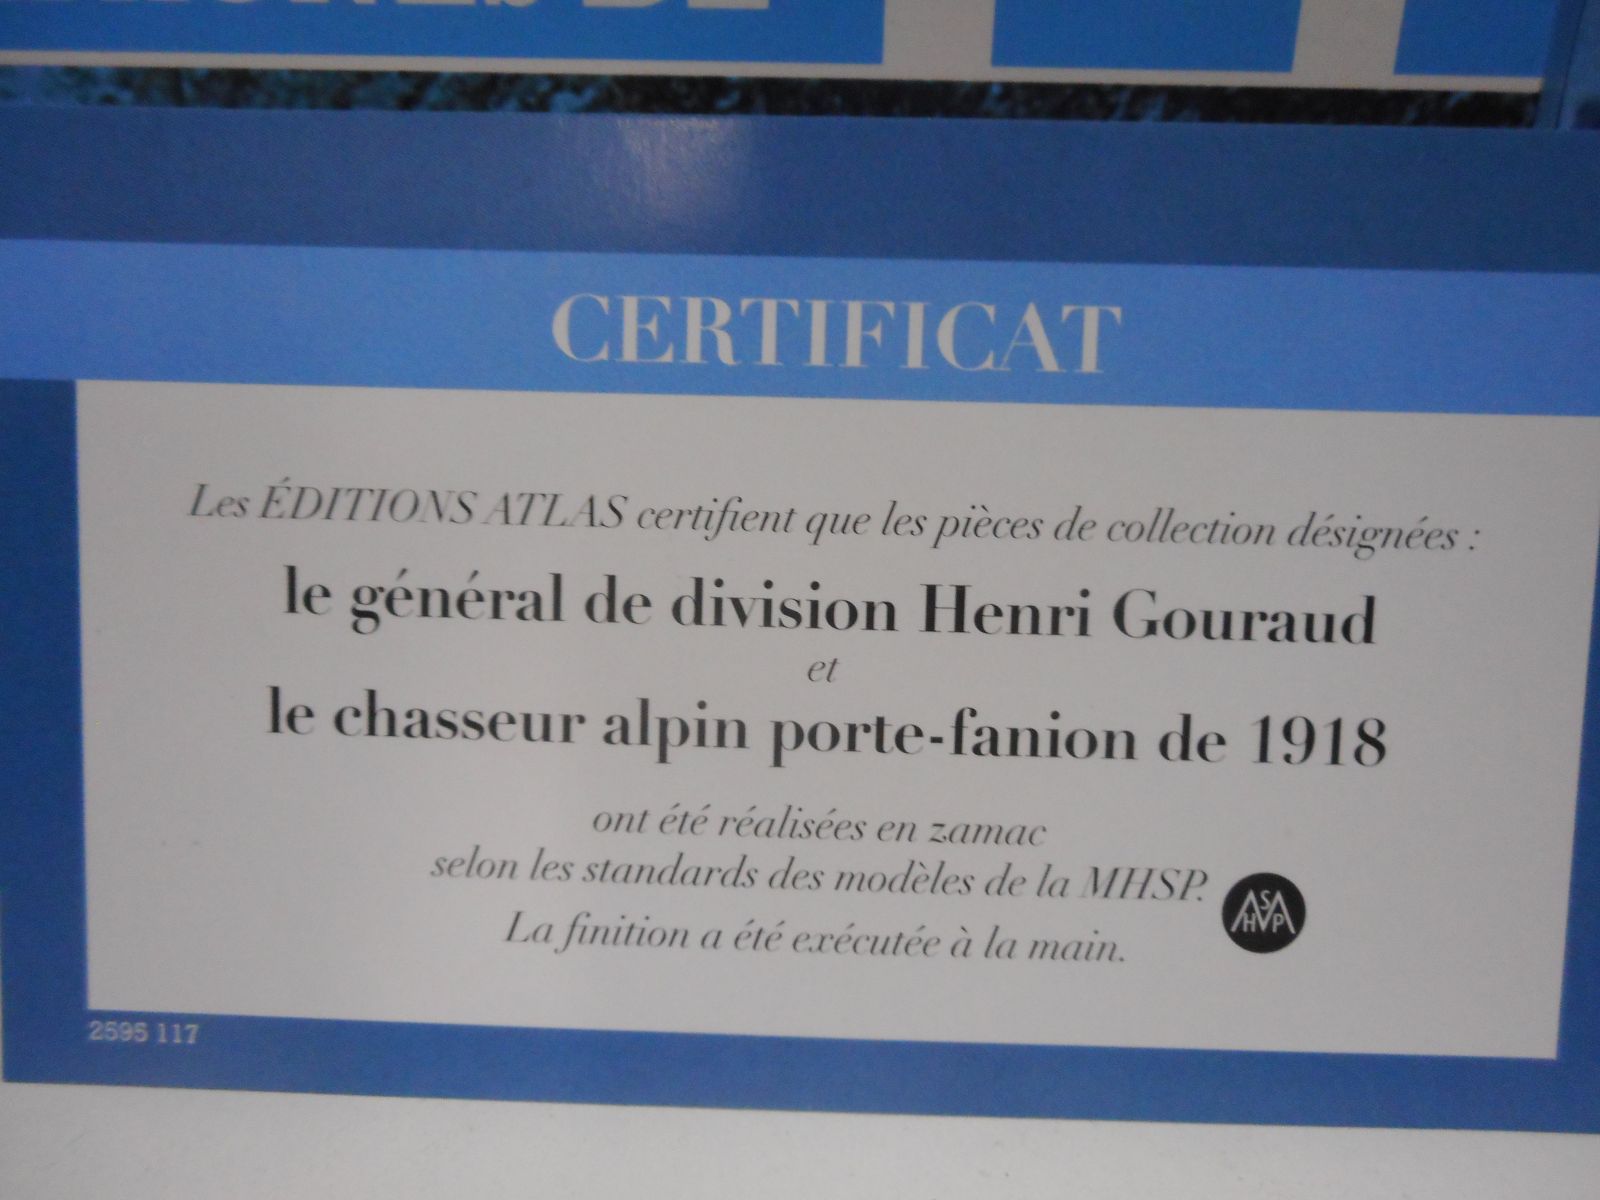 DE
CERTIFICAT
Les ÉDITIONS ATLAS certifient que les pièces de collection désignées :
le général de division Henri Gouraud
et
le chasseur alpin porte-fanion de 1918
ont été réalisées en zamac
selon les standards des modèles de la MHSP.
La finition a été exécutée à la main.
MHSP
2595 117